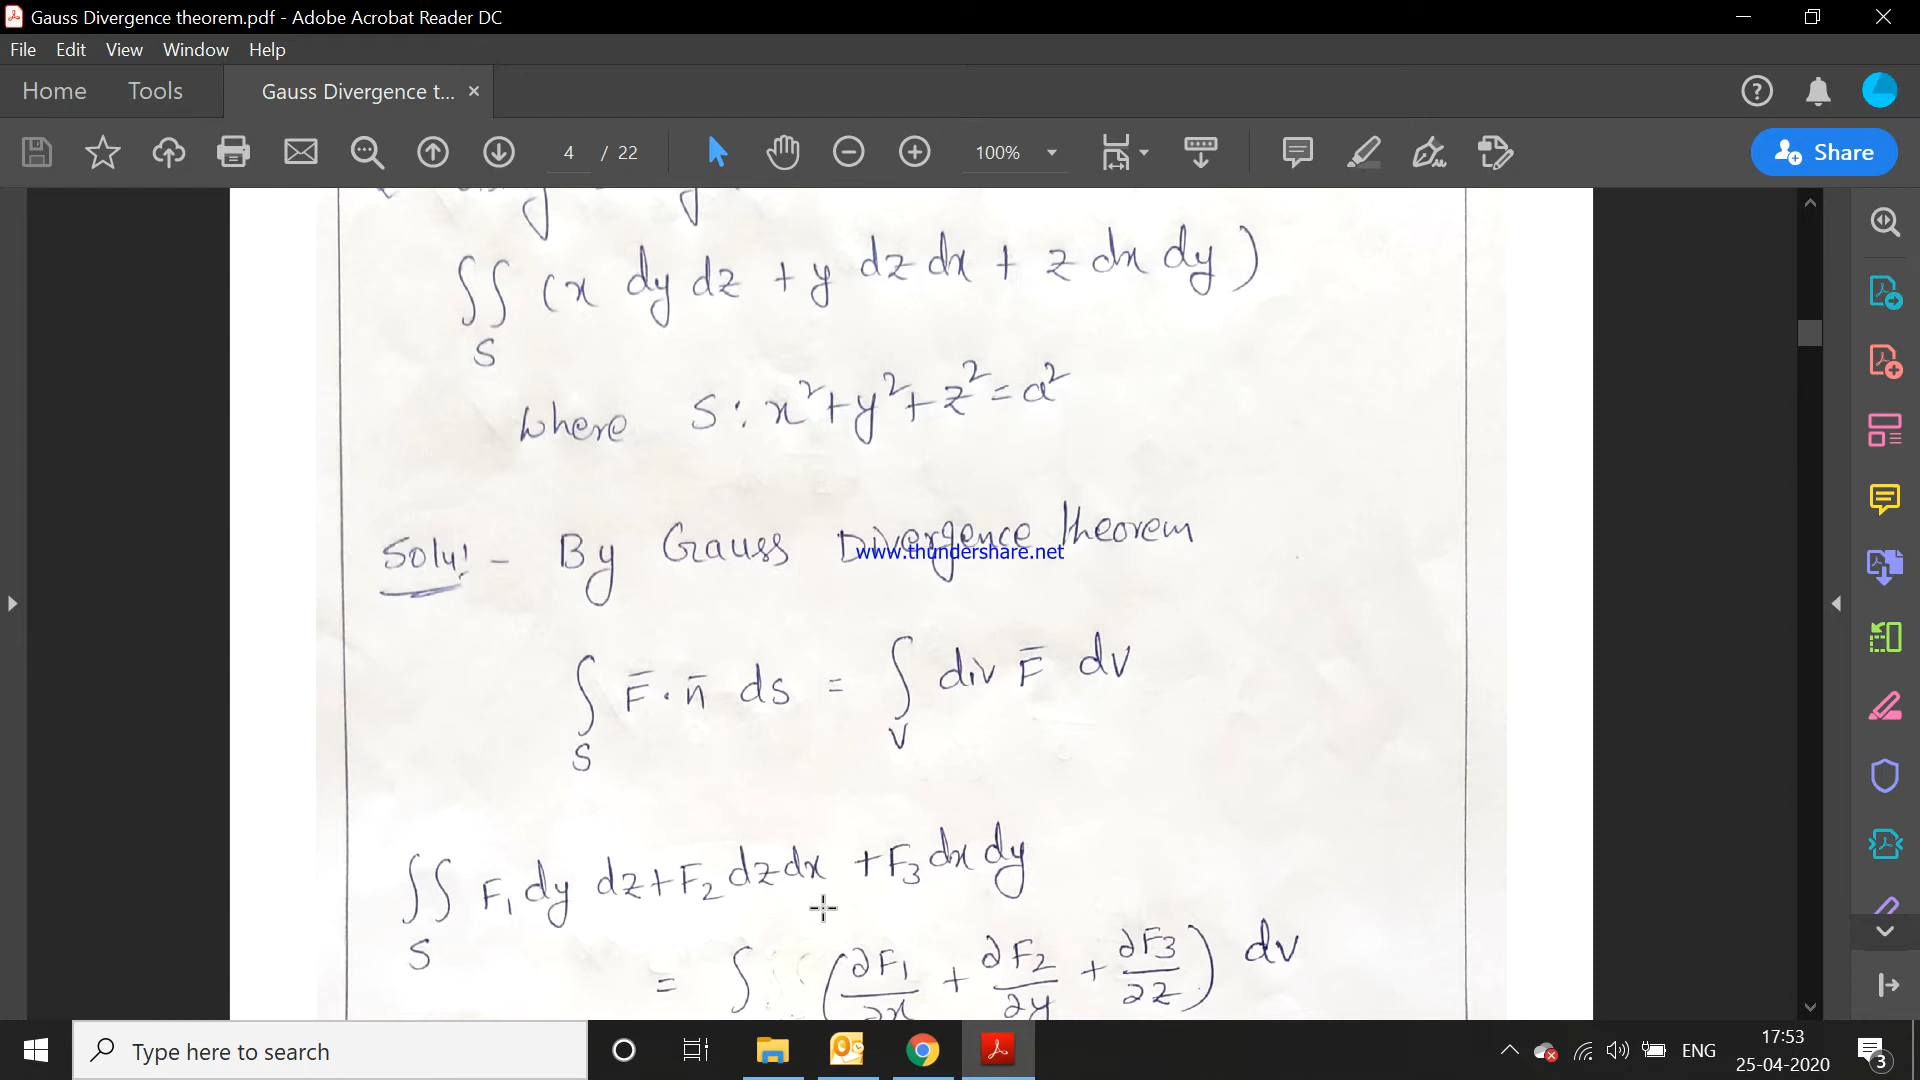 Gauss Divergence theorem.pdf - Adobe Acrobat Reader DC
File Edit View Window Help
Home Tools Gauss Divergence t... ×
4 / 22 100% Share
∬ (x dy dz + y dz dx + z dx dy)
S
where S: x²+y²+z²=a²
Solu! - By Gauss Divergence theorem
www.thundershare.net
∫ F̄ . n̄ ds = ∫ div F̄ dv
S V
∬ F₁ dy dz + F₂ dz dx + F₃ dx dy
S
= ∫ (∂F₁/∂x + ∂F₂/∂y + ∂F₃/∂z) dv
Type here to search
ENG
17:53
25-04-2020
3